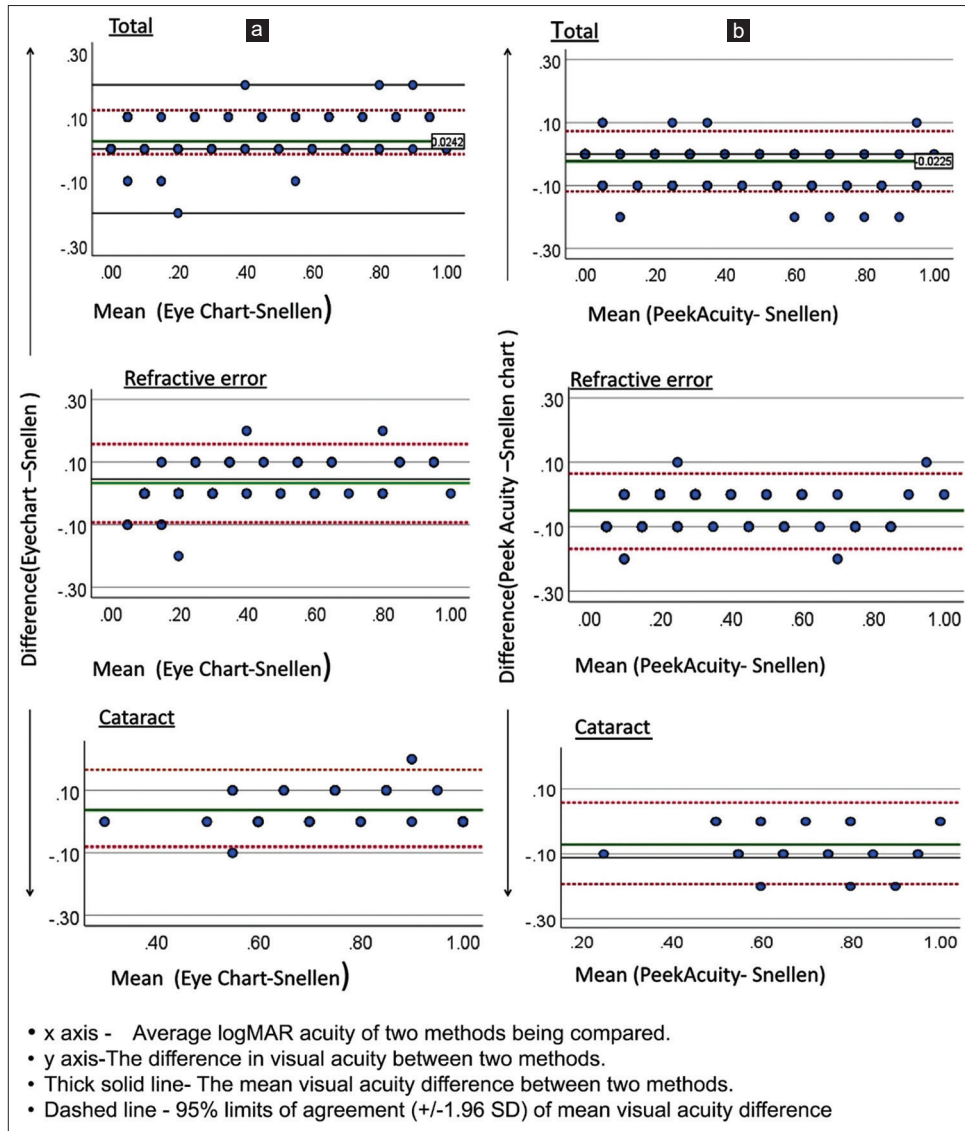 Total
a
b
Total
.30
.10
-.10
-.30
0.0242
.00 .20 .40 .60 .80 1.00
Mean (Eye Chart-Snellen)
.30
.10
-.10
-.30
-0.0225
.00 .20 .40 .60 .80 1.00
Mean (PeekAcuity- Snellen)
Difference(Eyechart –Snellen )
Difference(Peek Acuity –Snellen chart )
Refractive error
.30
.10
-.10
-.30
.00 .20 .40 .60 .80 1.00
Mean (Eye Chart-Snellen)
Refractive error
.30
.10
-.10
-.30
.00 .20 .40 .60 .80 1.00
Mean (PeekAcuity- Snellen)
Cataract
.10
-.10
-.30
.40 .60 .80 1.00
Mean (Eye Chart-Snellen)
Cataract
.10
-.10
-.30
.20 .40 .60 .80 1.00
Mean (PeekAcuity- Snellen)
• x axis - Average logMAR acuity of two methods being compared.
• y axis-The difference in visual acuity between two methods.
• Thick solid line- The mean visual acuity difference between two methods.
• Dashed line - 95% limits of agreement (+/-1.96 SD) of mean visual acuity difference